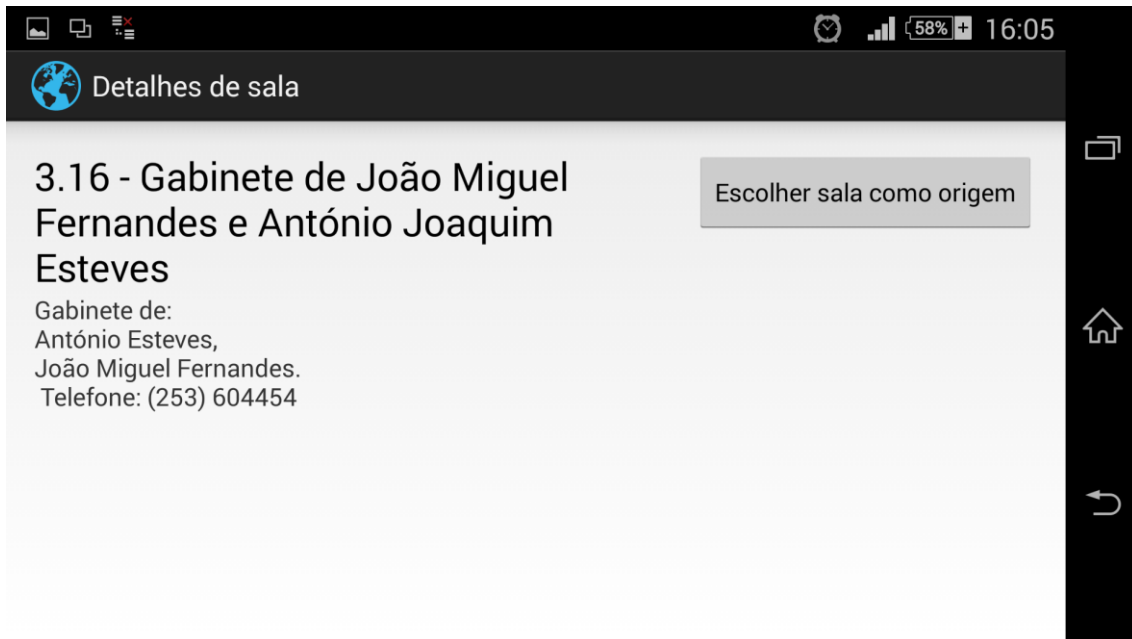 58% 16:05
Detalhes de sala
3.16 - Gabinete de João Miguel
Fernandes e António Joaquim
Esteves
Escolher sala como origem
Gabinete de:
António Esteves,
João Miguel Fernandes.
Telefone: (253) 604454